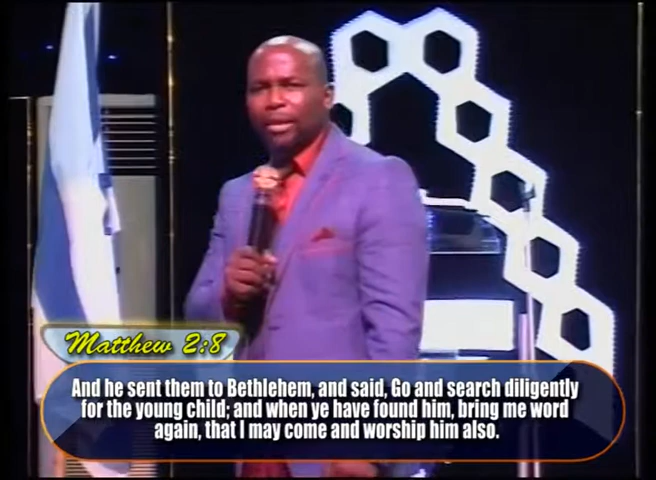 Matthew 2:8
And he sent them to Bethlehem, and said, Go and search diligently
for the young child; and when ye have found him, bring me word
again, that I may come and worship him also.